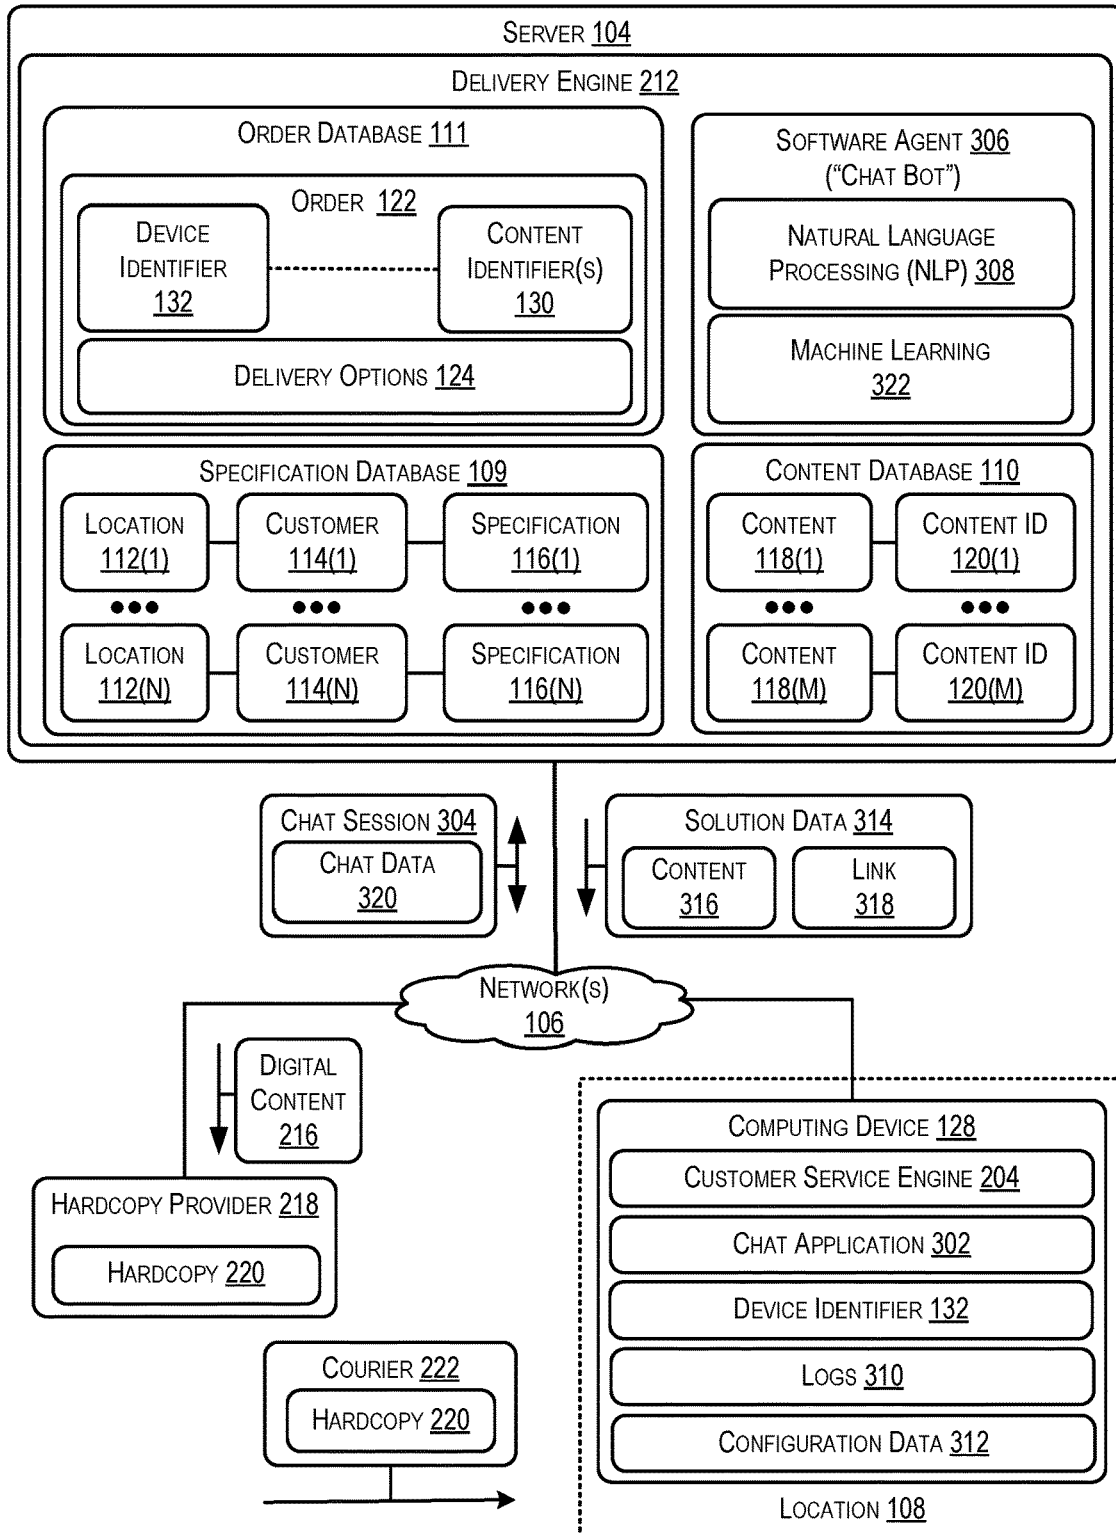 SERVER 104
DELIVERY ENGINE 212
ORDER DATABASE 111
ORDER 122
DEVICE
IDENTIFIER
132
CONTENT
IDENTIFIER(S)
130
DELIVERY OPTIONS 124
SOFTWARE AGENT 306
("CHAT BOT")
NATURAL LANGUAGE
PROCESSING (NLP) 308
MACHINE LEARNING
322
SPECIFICATION DATABASE 109
LOCATION
112(1)
CUSTOMER
114(1)
SPECIFICATION
116(1)
LOCATION
112(N)
CUSTOMER
114(N)
SPECIFICATION
116(N)
CONTENT DATABASE 110
CONTENT
118(1)
CONTENT ID
120(1)
CONTENT
118(M)
CONTENT ID
120(M)
CHAT SESSION 304
CHAT DATA
320
SOLUTION DATA 314
CONTENT
316
LINK
318
NETWORK(S)
106
DIGITAL
CONTENT
216
HARDCOPY PROVIDER 218
HARDCOPY 220
COURIER 222
HARDCOPY 220
COMPUTING DEVICE 128
CUSTOMER SERVICE ENGINE 204
CHAT APPLICATION 302
DEVICE IDENTIFIER 132
LOGS 310
CONFIGURATION DATA 312
LOCATION 108